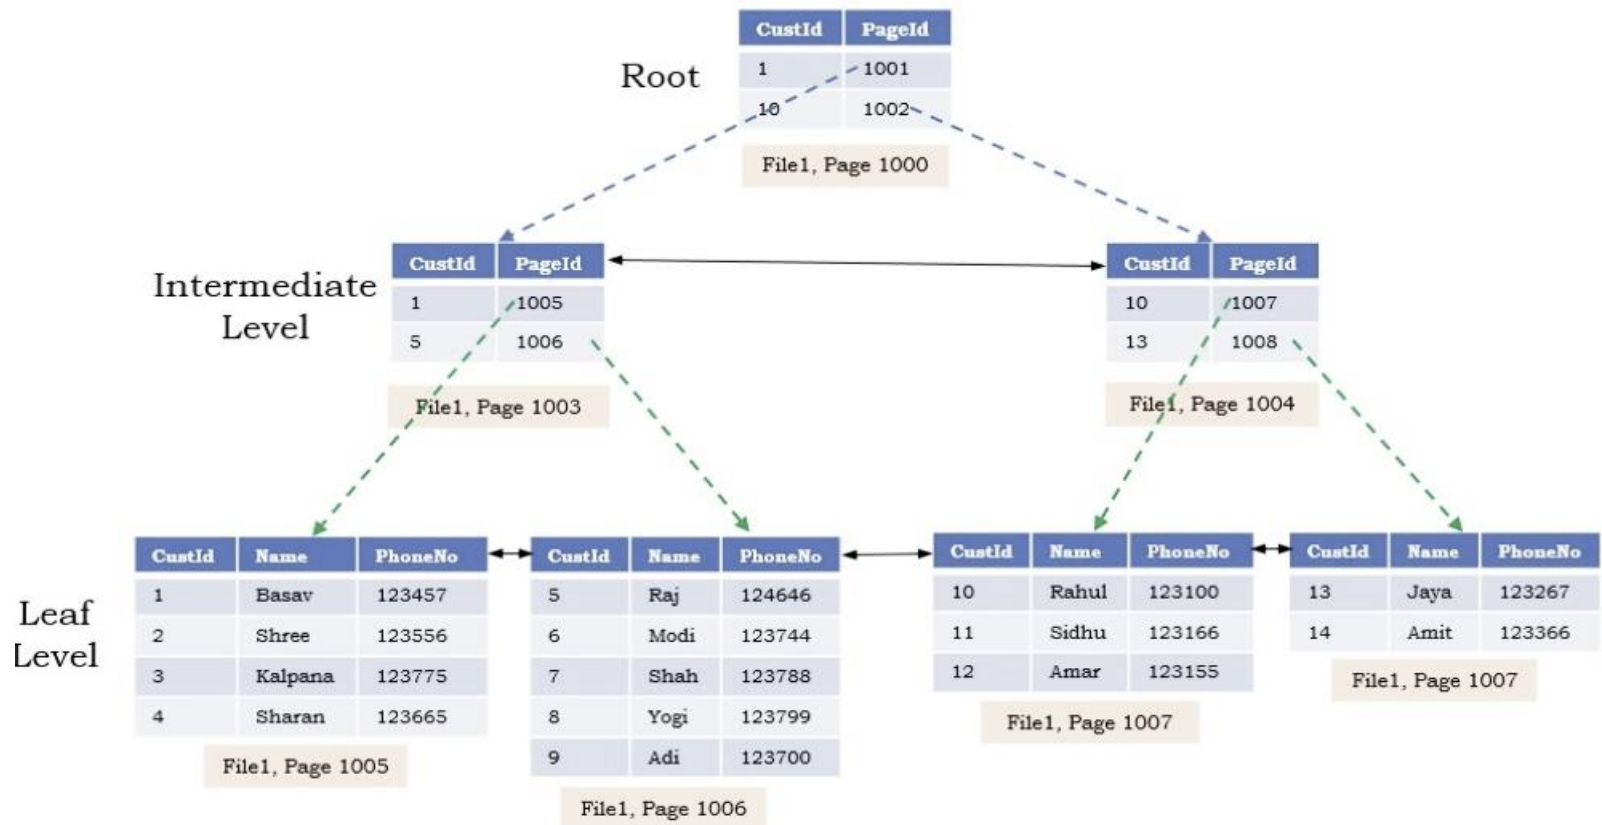 CustId PageId
1 1001
10 1002
Root
File1, Page 1000
Intermediate
Level
CustId PageId
1 1005
5 1006
File1, Page 1003
CustId PageId
10 1007
13 1008
File1, Page 1004
Leaf
Level
CustId Name PhoneNo
1 Basav 123457
2 Shree 123556
3 Kalpana 123775
4 Sharan 123665
File1, Page 1005
CustId Name PhoneNo
5 Raj 124646
6 Modi 123744
7 Shah 123788
8 Yogi 123799
9 Adi 123700
File1, Page 1006
CustId Name PhoneNo
10 Rahul 123100
11 Sidhu 123166
12 Amar 123155
File1, Page 1007
CustId Name PhoneNo
13 Jaya 123267
14 Amit 123366
File1, Page 1007